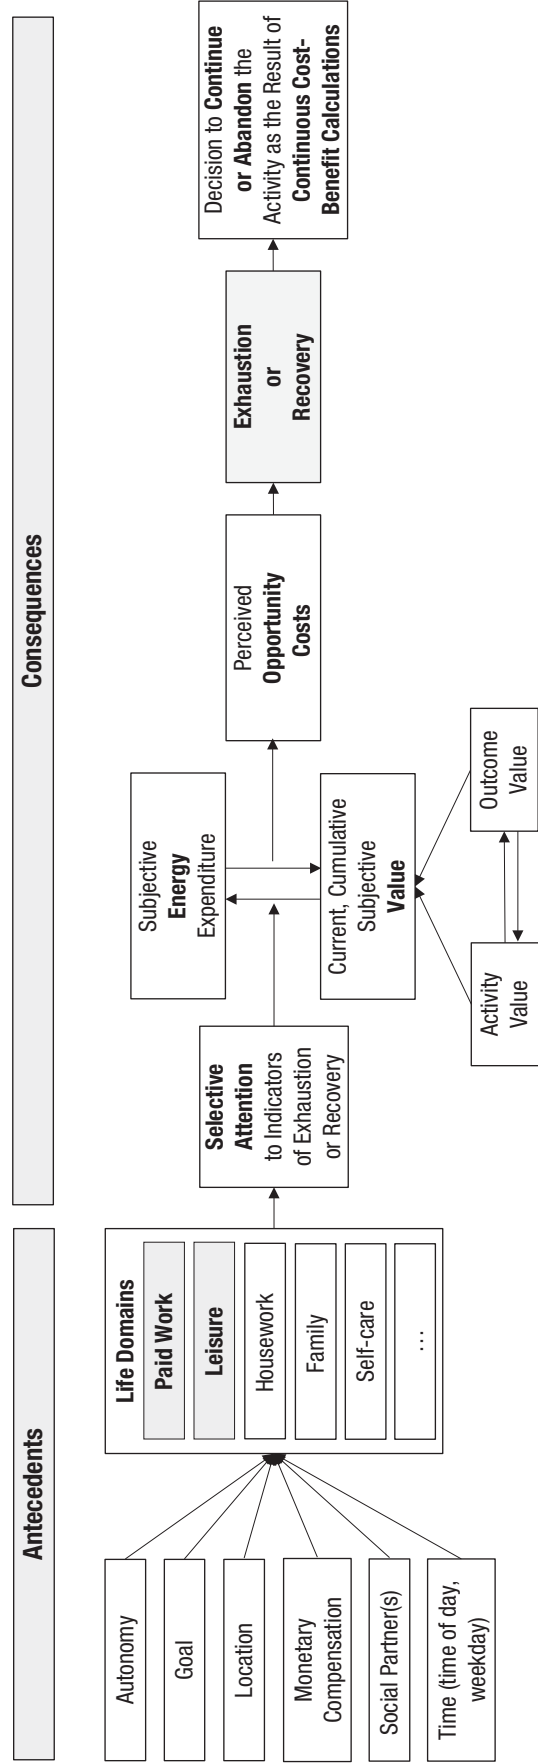 Antecedents
Consequences
Autonomy
Goal
Location
Monetary
Compensation
Social Partner(s)
Time (time of day,
weekday)
Life Domains
Paid Work
Leisure
Housework
Family
Self-care
…
Selective
Attention
to Indicators
of Exhaustion
or Recovery
Subjective
Energy
Expenditure
Current, Cumulative
Subjective
Value
Activity
Value
Outcome
Value
Perceived
Opportunity
Costs
Exhaustion
or
Recovery
Decision to Continue
or Abandon the
Activity as the Result of
Continuous Cost-
Benefit Calculations